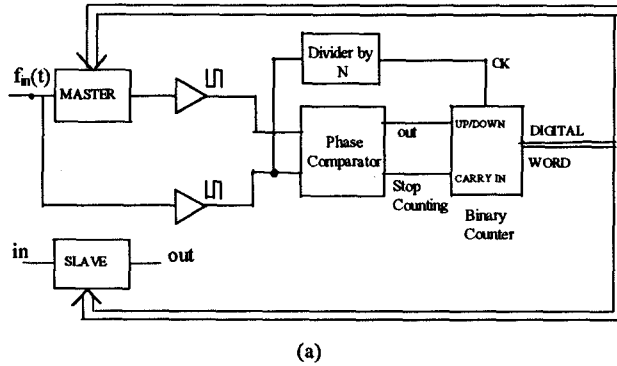 Divider by
N
CK
fin(t)
MASTER
Phase
Comparator
out
UP/DOWN
DIGITAL
WORD
Stop
Counting
CARRY IN
Binary
Counter
in
SLAVE
out
(a)